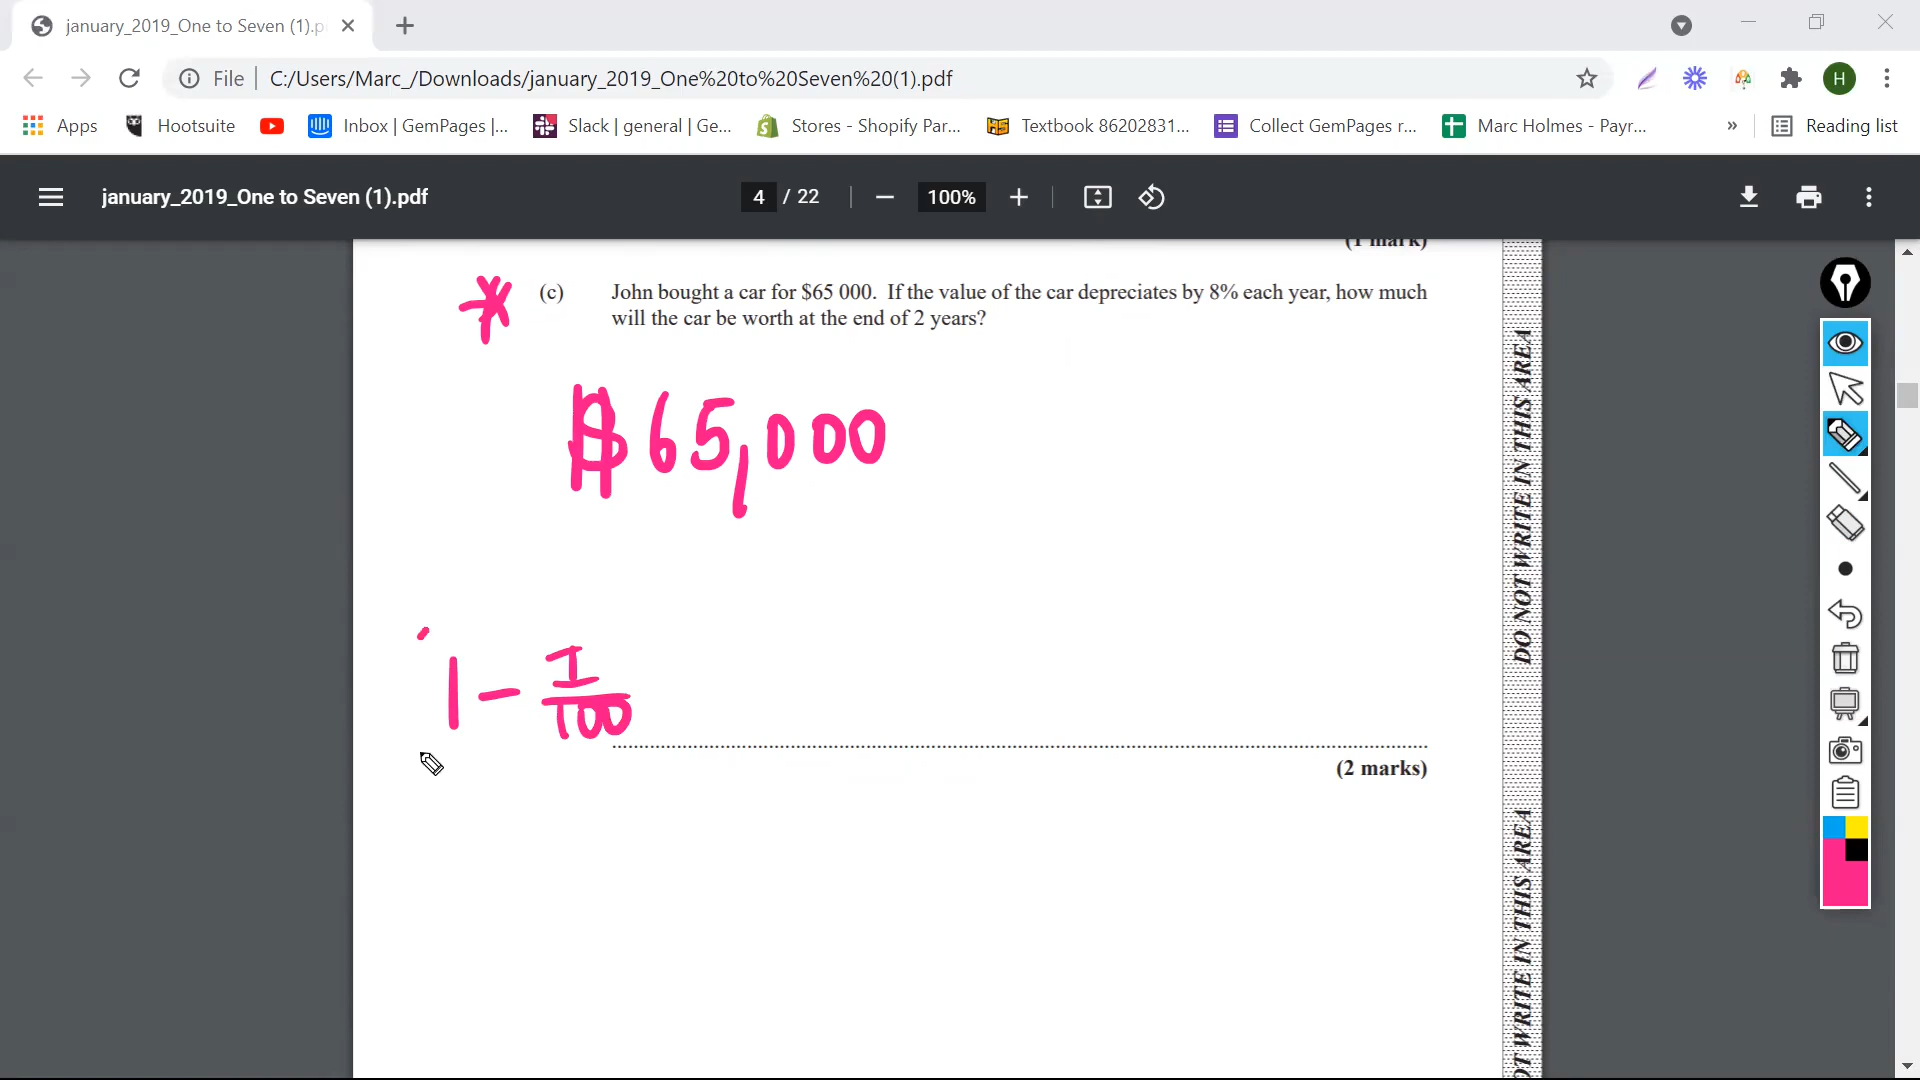 january_2019_One to Seven (1).p
File C:/Users/Marc_/Downloads/january_2019_One%20to%20Seven%20(1).pdf H
Apps Hootsuite Inbox | GemPages |... Slack | general | Ge... Stores - Shopify Par... Textbook 86202831... Collect GemPages r... Marc Holmes - Payr... » Reading list
january_2019_One to Seven (1).pdf 4 / 22 100%
(1 mark)
(c) John bought a car for $65 000. If the value of the car depreciates by 8% each year, how much
will the car be worth at the end of 2 years?
$65,000
1 - I/100
(2 marks)
DO NOT WRITE IN THIS AREA
OT WRITE IN THIS AREA